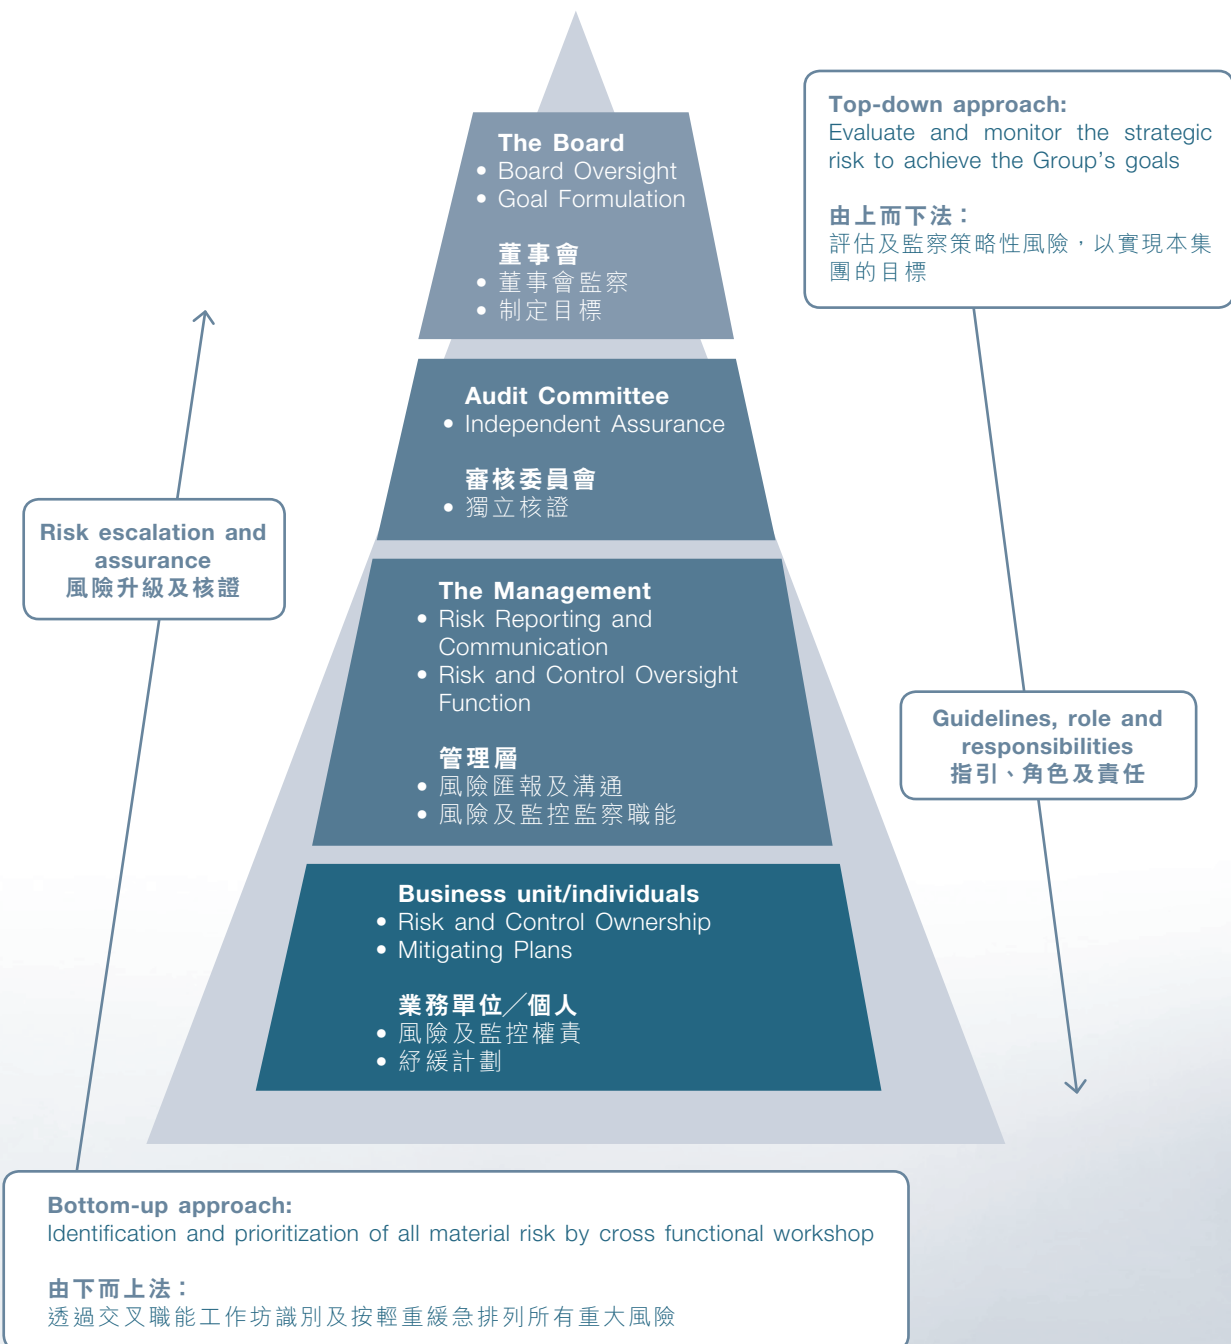 The Board
• Board Oversight
• Goal Formulation
董事會
• 董事會監察
• 制定目標
Top-down approach:
Evaluate and monitor the strategic
risk to achieve the Group's goals
由上而下法：
評估及監察策略性風險，以實現本集
團的目標
Audit Committee
• Independent Assurance
審核委員會
• 獨立核證
Risk escalation and
assurance
風險升級及核證
The Management
• Risk Reporting and
Communication
• Risk and Control Oversight
Function
管理層
• 風險匯報及溝通
• 風險及監控監察職能
Guidelines, role and
responsibilities
指引、角色及責任
Business unit/individuals
• Risk and Control Ownership
• Mitigating Plans
業務單位╱個人
• 風險及監控權責
• 紓緩計劃
Bottom-up approach:
Identification and prioritization of all material risk by cross functional workshop
由下而上法：
透過交叉職能工作坊識別及按輕重緩急排列所有重大風險